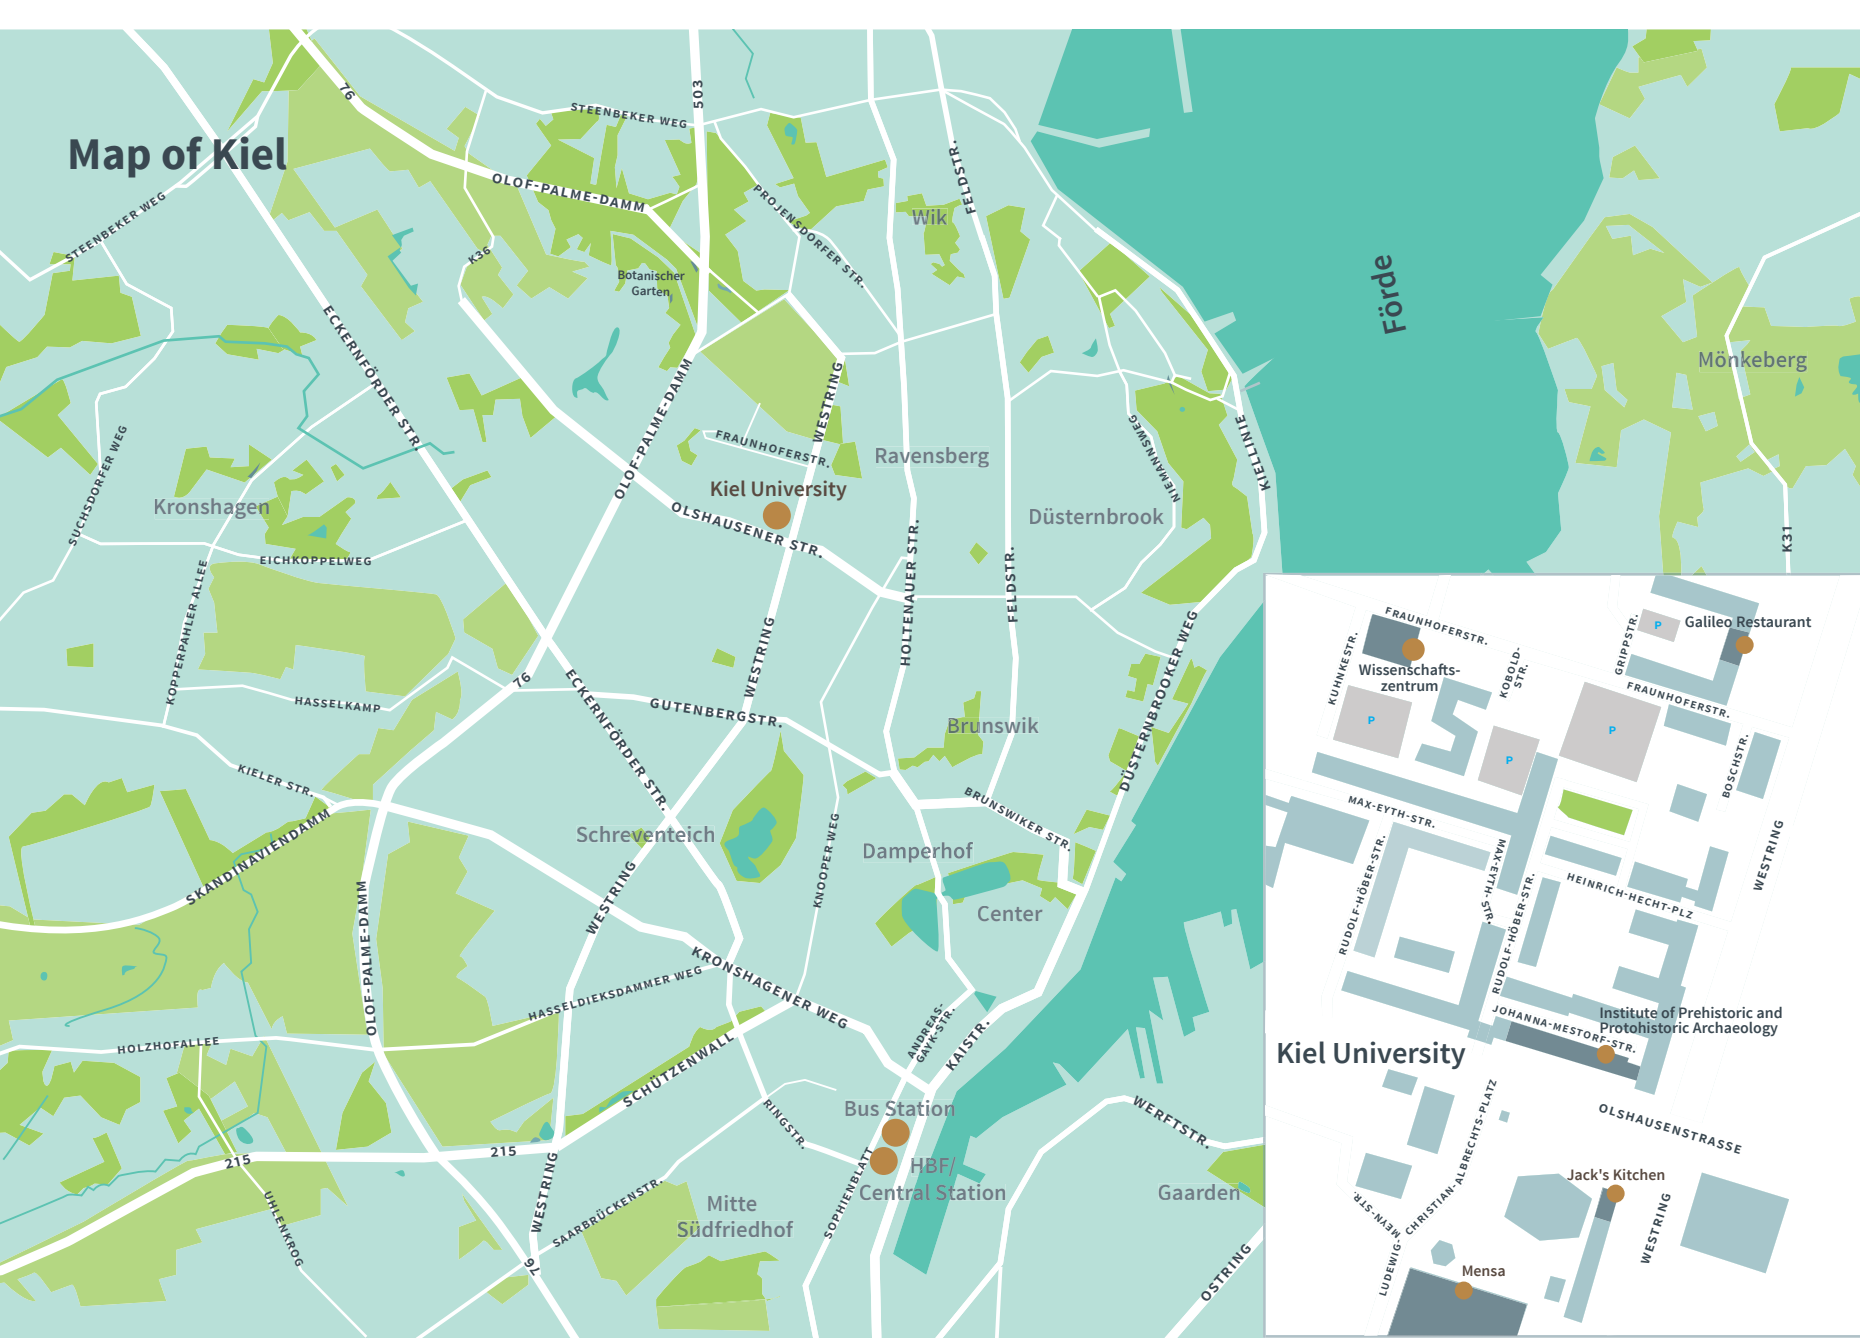 Map of Kiel
76
503
STEENBEKER WEG
OLOF-PALME-DAMM
PROJENSDORFER STR.
FELDSTR.
Wik
STEENBEKER WEG
K36
Botanischer
Garten
Förde
ECKERNFÖRDER STR.
Mönkeberg
OLOF-PALME-DAMM
WESTRING
FRAUNHOFERSTR.
Ravensberg
NIEMANNSWEG
KIELLINIE
SUCHSDORFER WEG
Kronshagen
Kiel University
OLSHAUSENER STR.
Düsternbrook
EICHKOPPELWEG
HOLTENAUER STR.
FELDSTR.
K31
KOPPERPAHLER ALLEE
HASSELKAMP
76
ECKERNFÖRDER STR.
WESTRING
GUTENBERGSTR.
Brunswik
DÜSTERNBROOKER WEG
KIELER STR.
SKANDINAVIENDAMM
Schreventeich
BRUNSWIKER STR.
Damperhof
KNOOPER WEG
WESTRING
Center
OLOF-PALME-DAMM
KRONSHAGENER WEG
HASSELDIEKSDAMMER WEG
ANDREAS-
GAYK-STR.
KAISTR.
HOLZHOFALLEE
SCHÜTZENWALL
Bus Station
RINGSTR.
WERFTSTR.
215
215
HBF/
Central Station
SOPHIENBLATT
Gaarden
WESTRING
SAARBRÜCKENSTR.
Mitte
Südfriedhof
UHLENKROG
76
OSTRING
FRAUNHOFERSTR.
GRIPPSTR.
P
Galileo Restaurant
KUHNKESTR.
Wissenschafts-
zentrum
KOBOLD-
STR.
FRAUNHOFERSTR.
P
P
P
BOSCHSTR.
MAX-EYTH-STR.
MAX-EYTH-STR.
RUDOLF-HÖBER-STR.
RUDOLF-HÖBER-STR.
HEINRICH-HECHT-PLZ
WESTRING
Institute of Prehistoric and
Protohistoric Archaeology
JOHANNA-MESTORF-STR.
Kiel University
OLSHAUSENSTRASSE
CHRISTIAN-ALBRECHTS-PLATZ
Jack's Kitchen
LUDEWIG-
MEYN-STR.
WESTRING
Mensa